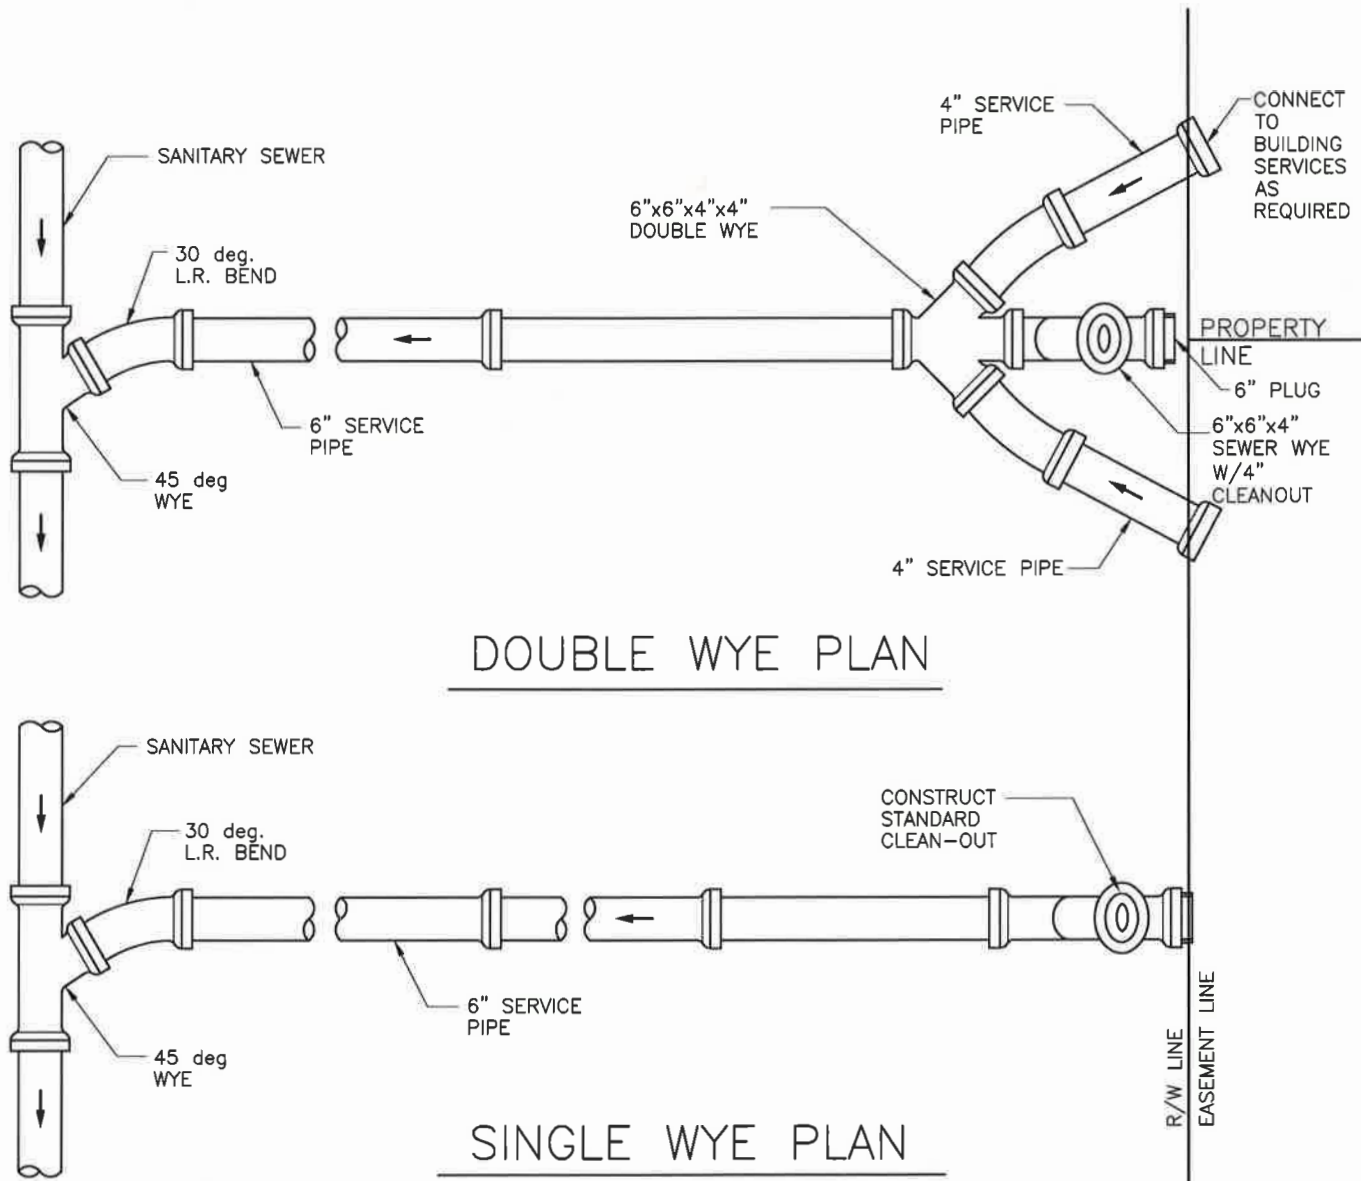 4" SERVICE
PIPE
CONNECT
TO
BUILDING
SERVICES
AS
REQUIRED
SANITARY SEWER
6"x6"x4"x4"
DOUBLE WYE
30 deg.
L.R. BEND
PROPERTY
LINE
6" PLUG
6" SERVICE
PIPE
6"x6"x4"
SEWER WYE
W/4"
CLEANOUT
45 deg
WYE
4" SERVICE PIPE
DOUBLE WYE PLAN
SANITARY SEWER
30 deg.
L.R. BEND
CONSTRUCT
STANDARD
CLEAN-OUT
6" SERVICE
PIPE
45 deg
WYE
R/W LINE
EASEMENT LINE
SINGLE WYE PLAN